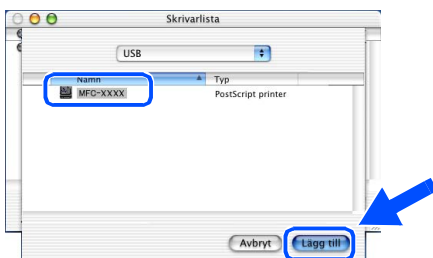 Skrivarlista
USB
Namn Typ
MFC-XXXX PostScript printer
Avbryt Lägg till